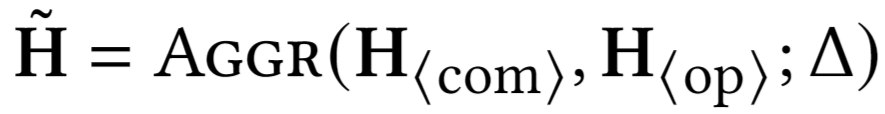 H̃ = Aggr(H⟨com⟩, H⟨op⟩; Δ)